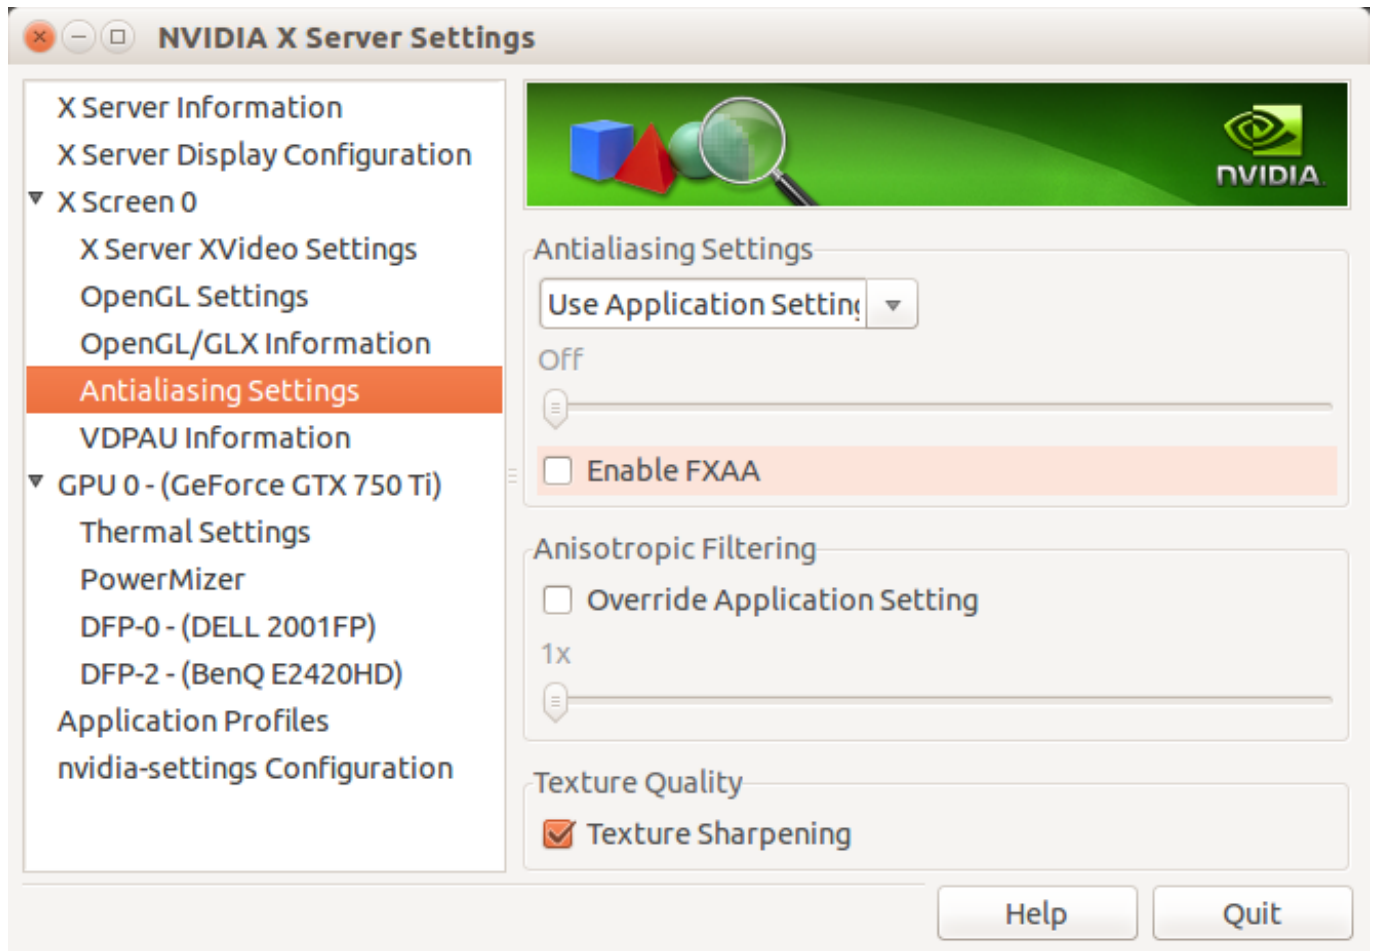 NVIDIA X Server Settings
X Server Information
X Server Display Configuration
X Screen 0
X Server XVideo Settings
OpenGL Settings
OpenGL/GLX Information
Antialiasing Settings
VDPAU Information
GPU 0 - (GeForce GTX 750 Ti)
Thermal Settings
PowerMizer
DFP-0 - (DELL 2001FP)
DFP-2 - (BenQ E2420HD)
Application Profiles
nvidia-settings Configuration
NVIDIA.
Antialiasing Settings
Use Application Setting
Off
Enable FXAA
Anisotropic Filtering
Override Application Setting
1x
Texture Quality
Texture Sharpening
Help
Quit